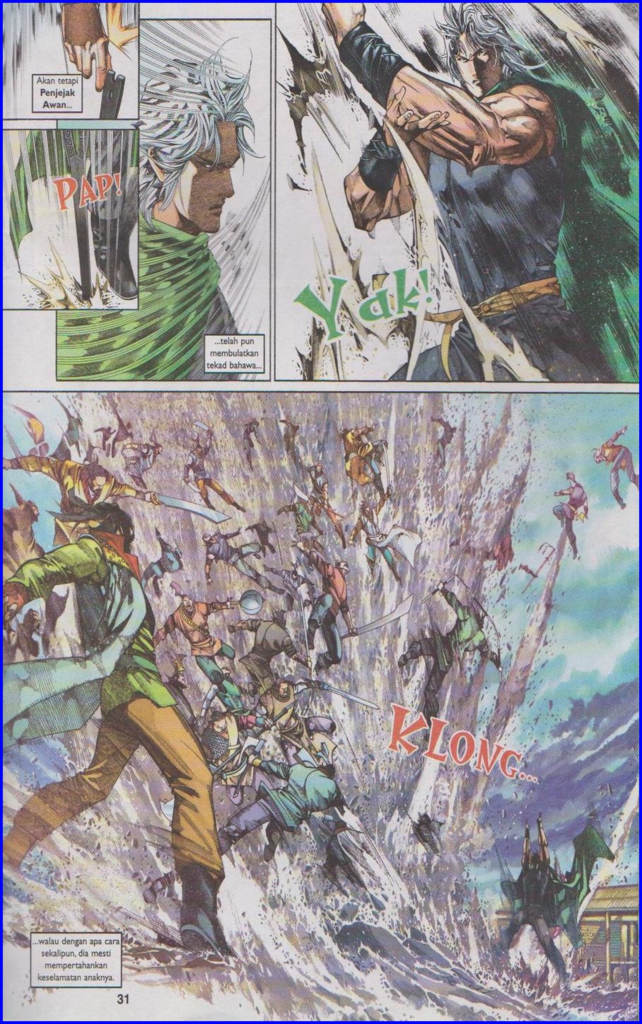 Akan tetapi
Penjejak
Awan...
PAP!
...telah pun
membulatkan
tekad bahawa...
Yak!
KLONG...
...walau dengan apa cara
sekalipun, dia mesti
mempertahankan
keselamatan anaknya.
31